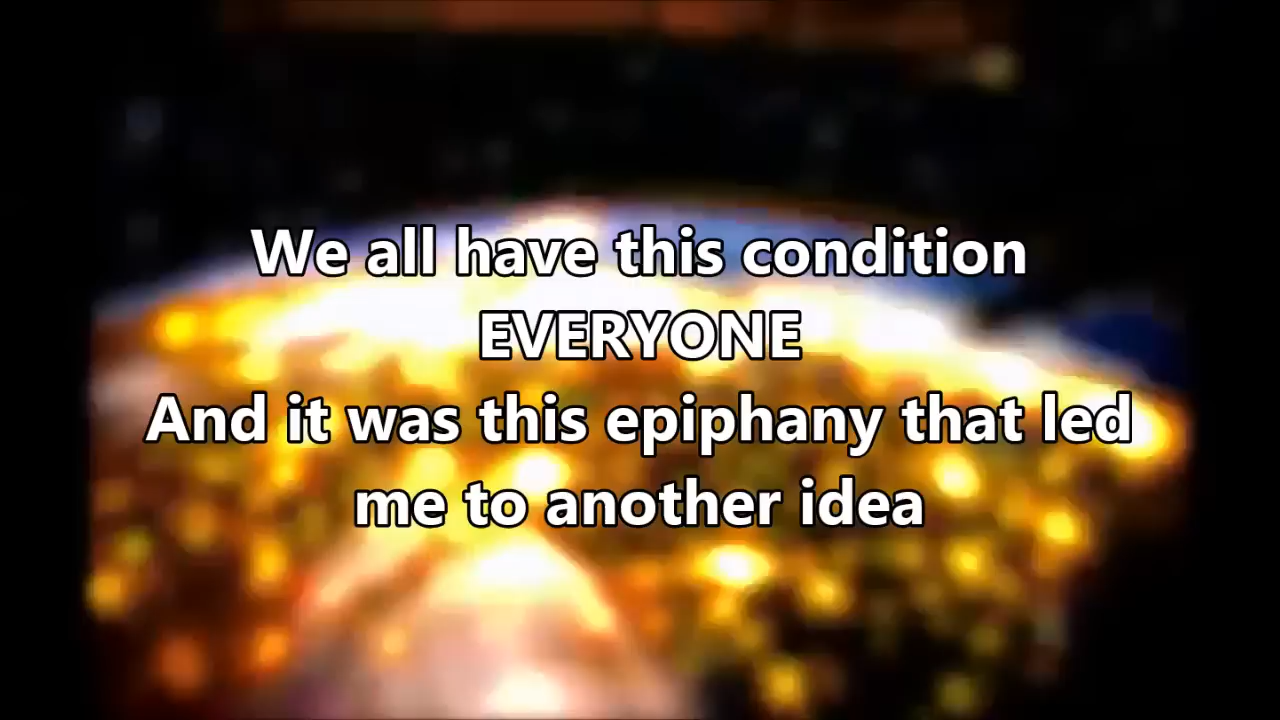 We all have this condition
EVERYONE
And it was this epiphany that led
me to another idea